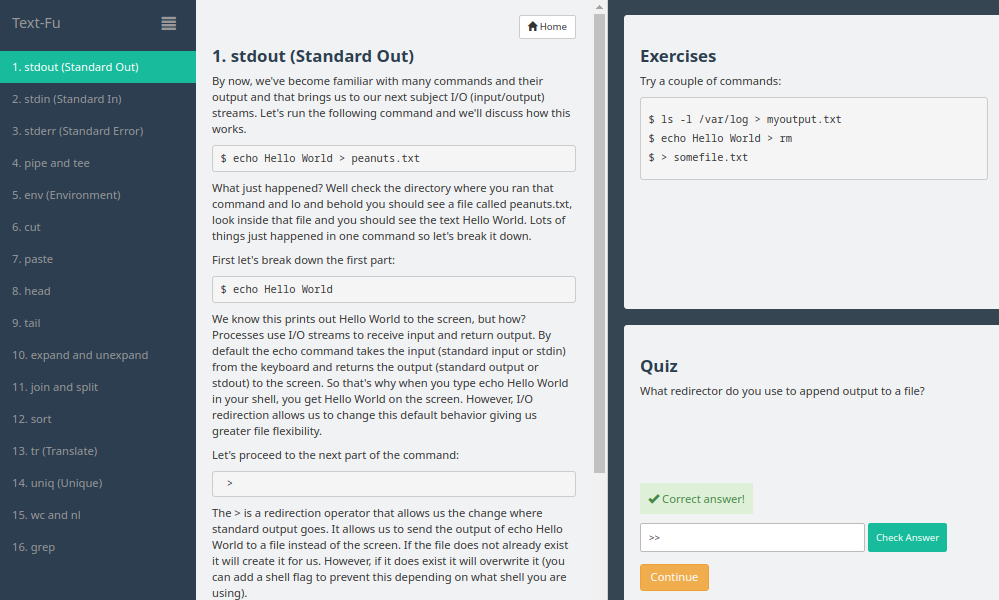 Text-Fu
1. stdout (Standard Out)
2. stdin (Standard In)
3. stderr (Standard Error)
4. pipe and tee
5. env (Environment)
6. cut
7. paste
8. head
9. tail
10. expand and unexpand
11. join and split
12. sort
13. tr (Translate)
14. uniq (Unique)
15. wc and nl
16. grep
Home
1. stdout (Standard Out)
By now, we've become familiar with many commands and their
output and that brings us to our next subject I/O (input/output)
streams. Let's run the following command and we'll discuss how this
works.
$ echo Hello World > peanuts.txt
What just happened? Well check the directory where you ran that
command and lo and behold you should see a file called peanuts.txt,
look inside that file and you should see the text Hello World. Lots of
things just happened in one command so let's break it down.
First let's break down the first part:
$ echo Hello World
We know this prints out Hello World to the screen, but how?
Processes use I/O streams to receive input and return output. By
default the echo command takes the input (standard input or stdin)
from the keyboard and returns the output (standard output or
stdout) to the screen. So that's why when you type echo Hello World
in your shell, you get Hello World on the screen. However, I/O
redirection allows us to change this default behavior giving us
greater file flexibility.
Let's proceed to the next part of the command:
>
The > is a redirection operator that allows us the change where
standard output goes. It allows us to send the output of echo Hello
World to a file instead of the screen. If the file does not already exist
it will create it for us. However, if it does exist it will overwrite it (you
can add a shell flag to prevent this depending on what shell you are
using).
Exercises
Try a couple of commands:
$ ls -l /var/log > myoutput.txt
$ echo Hello World > rm
$ > somefile.txt
Quiz
What redirector do you use to append output to a file?
Correct answer!
>>
Check Answer
Continue